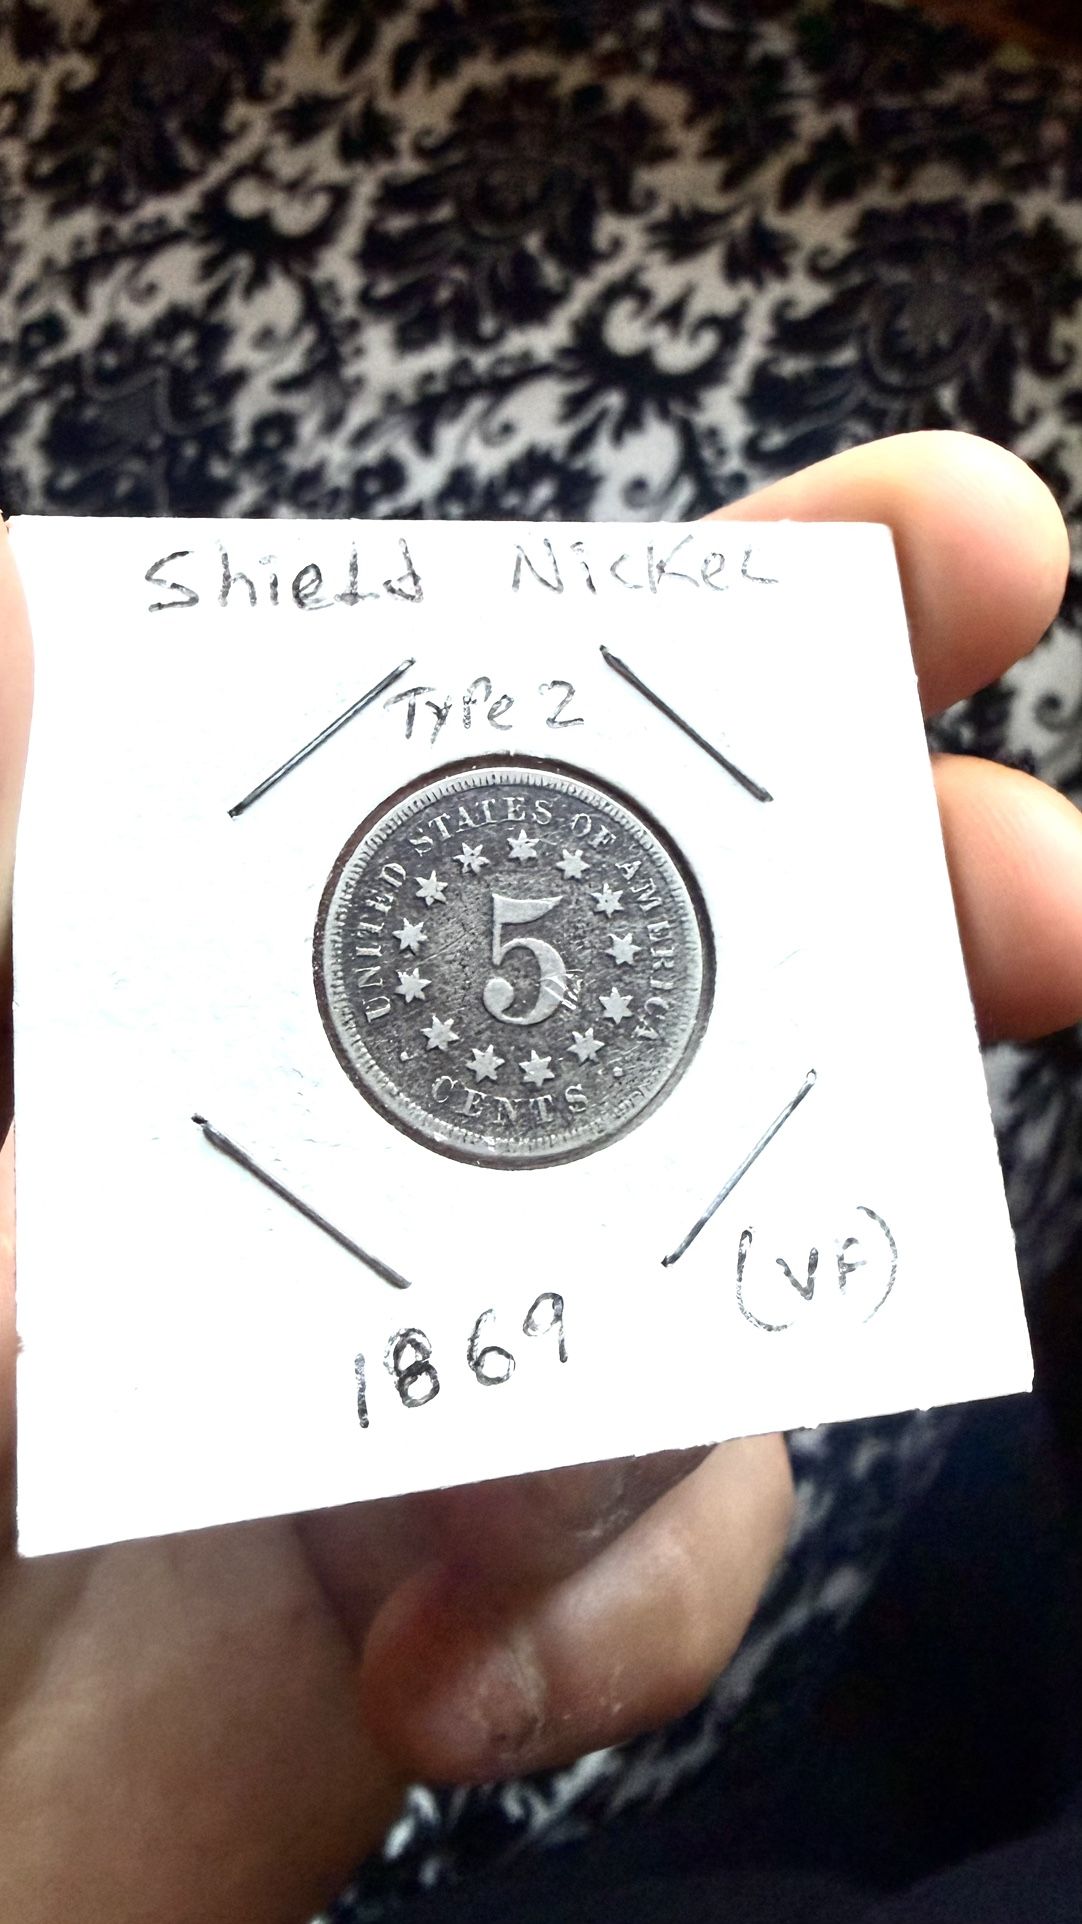 Shield Nickel
Type 2
UNITED STATES OF AMERICA
5
CENTS
1869
(VF)